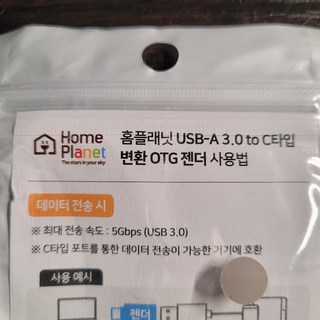 Home
Planet
The stars in your sky
홈플래닛 USB-A 3.0 to C타입
변환 OTG 젠더 사용법
데이터 전송 시
※ 최대 전송 속도 : 5Gbps (USB 3.0)
※ C타입 포트를 통한 데이터 전송이 가능한 기기에 호환
사용 예시
젠더